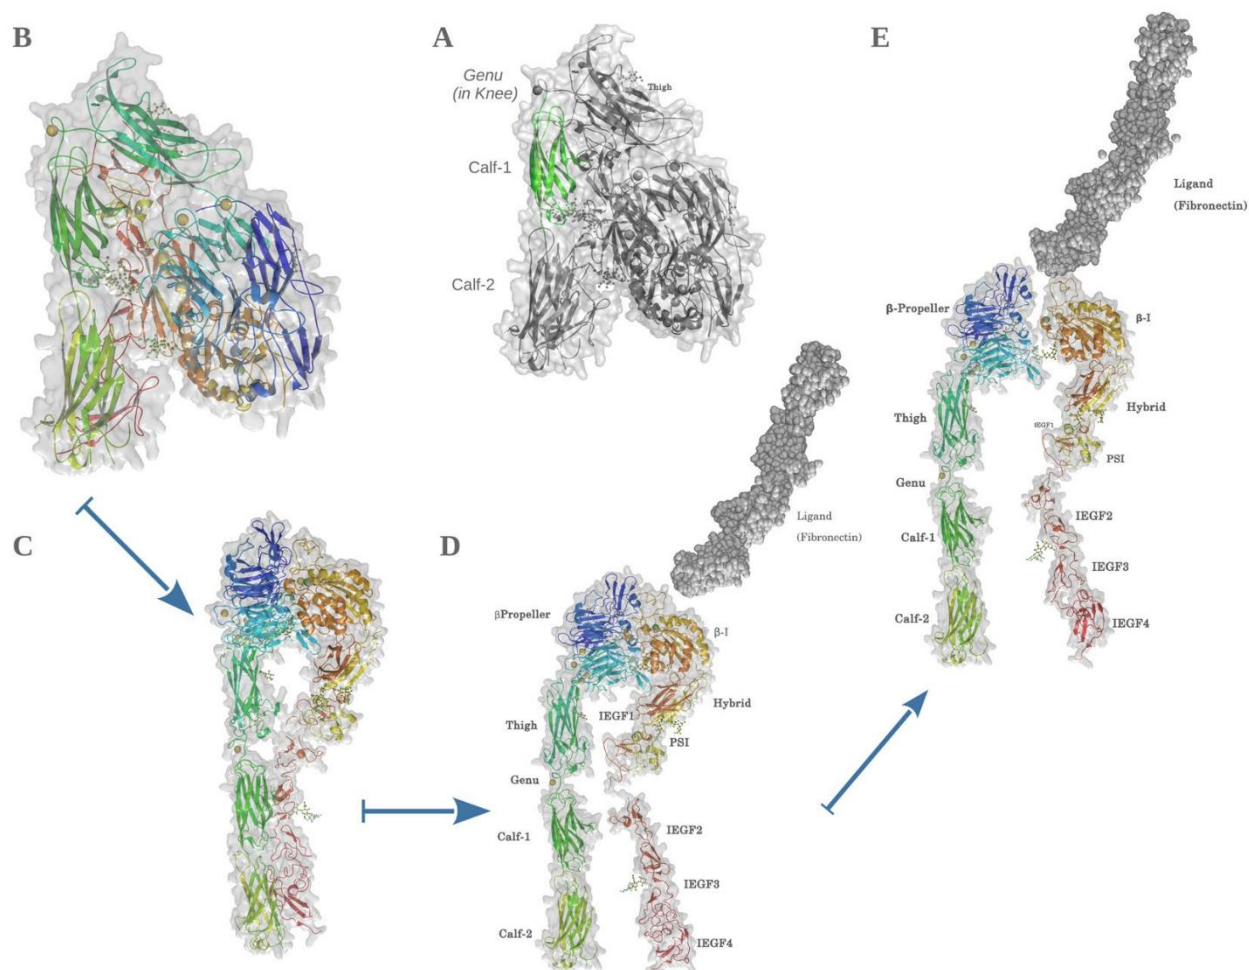 B
A
Genu
(in Knee)
Thigh
Calf-1
Calf-2
E
Ligand
(Fibronectin)
β-Propeller
β-I
Thigh
Hybrid
IEGF1
PSI
Genu
IEGF2
Calf-1
IEGF3
Calf-2
IEGF4
C
D
Ligand
(Fibronectin)
βPropeller
β-I
Hybrid
IEGF1
Thigh
PSI
Genu
IEGF2
Calf-1
IEGF3
Calf-2
IEGF4